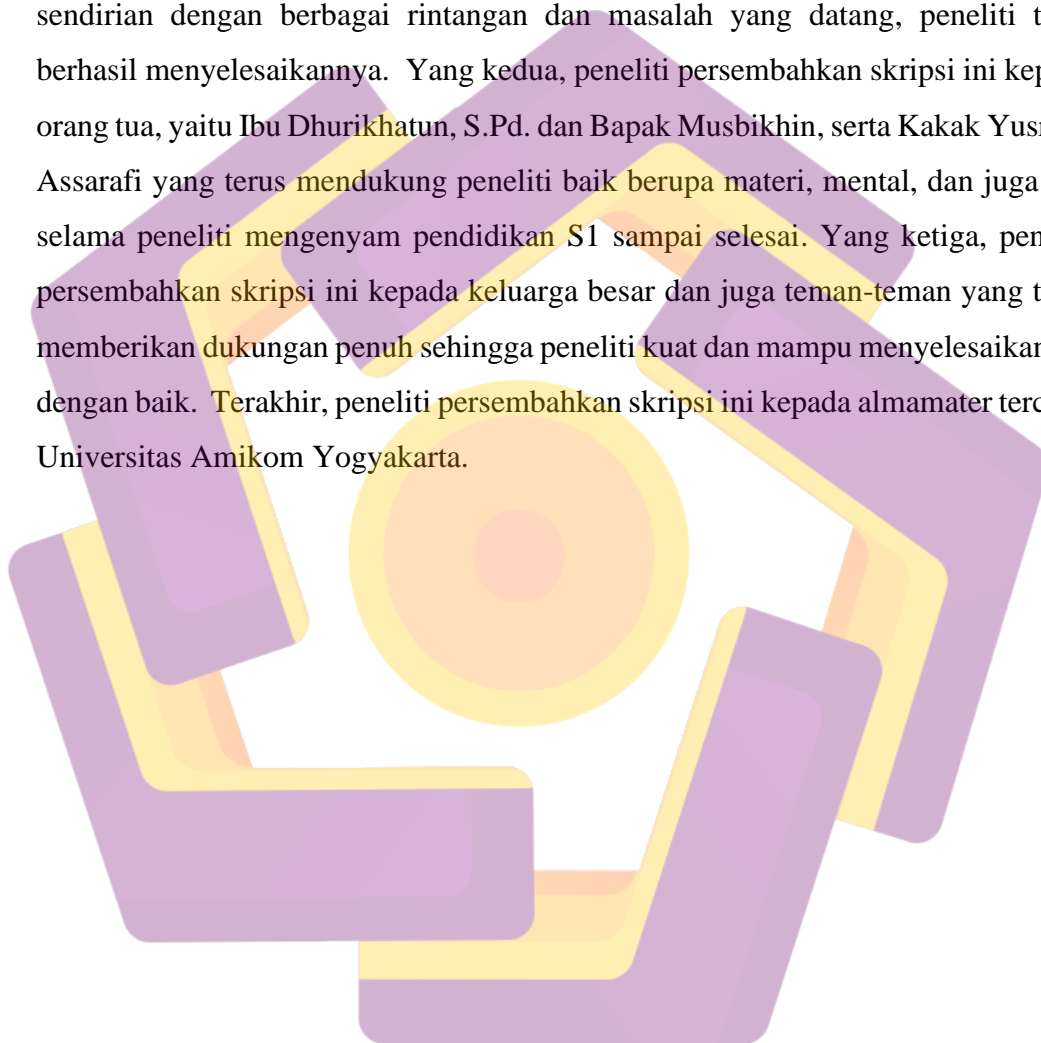 sendirian dengan berbagai rintangan dan masalah yang datang, peneliti t
berhasil menyelesaikannya. Yang kedua, peneliti persembahkan skripsi ini kep
orang tua, yaitu Ibu Dhurikhatun, S.Pd. dan Bapak Musbikhin, serta Kakak Yusr
Assarafi yang terus mendukung peneliti baik berupa materi, mental, dan juga
selama peneliti mengenyam pendidikan S1 sampai selesai. Yang ketiga, pen
persembahkan skripsi ini kepada keluarga besar dan juga teman-teman yang t
memberikan dukungan penuh sehingga peneliti kuat dan mampu menyelesaikan
dengan baik. Terakhir, peneliti persembahkan skripsi ini kepada almamater terc
Universitas Amikom Yogyakarta.